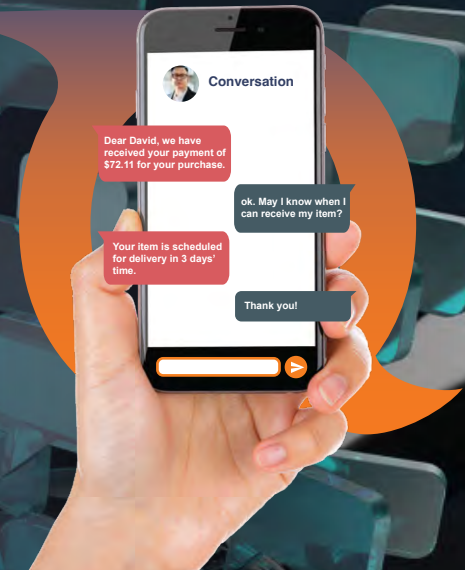 Conversation
Dear David, we have
received your payment of
$72.11 for your purchase.
ok. May I know when I
can receive my item?
Your item is scheduled
for delivery in 3 days'
time.
Thank you!